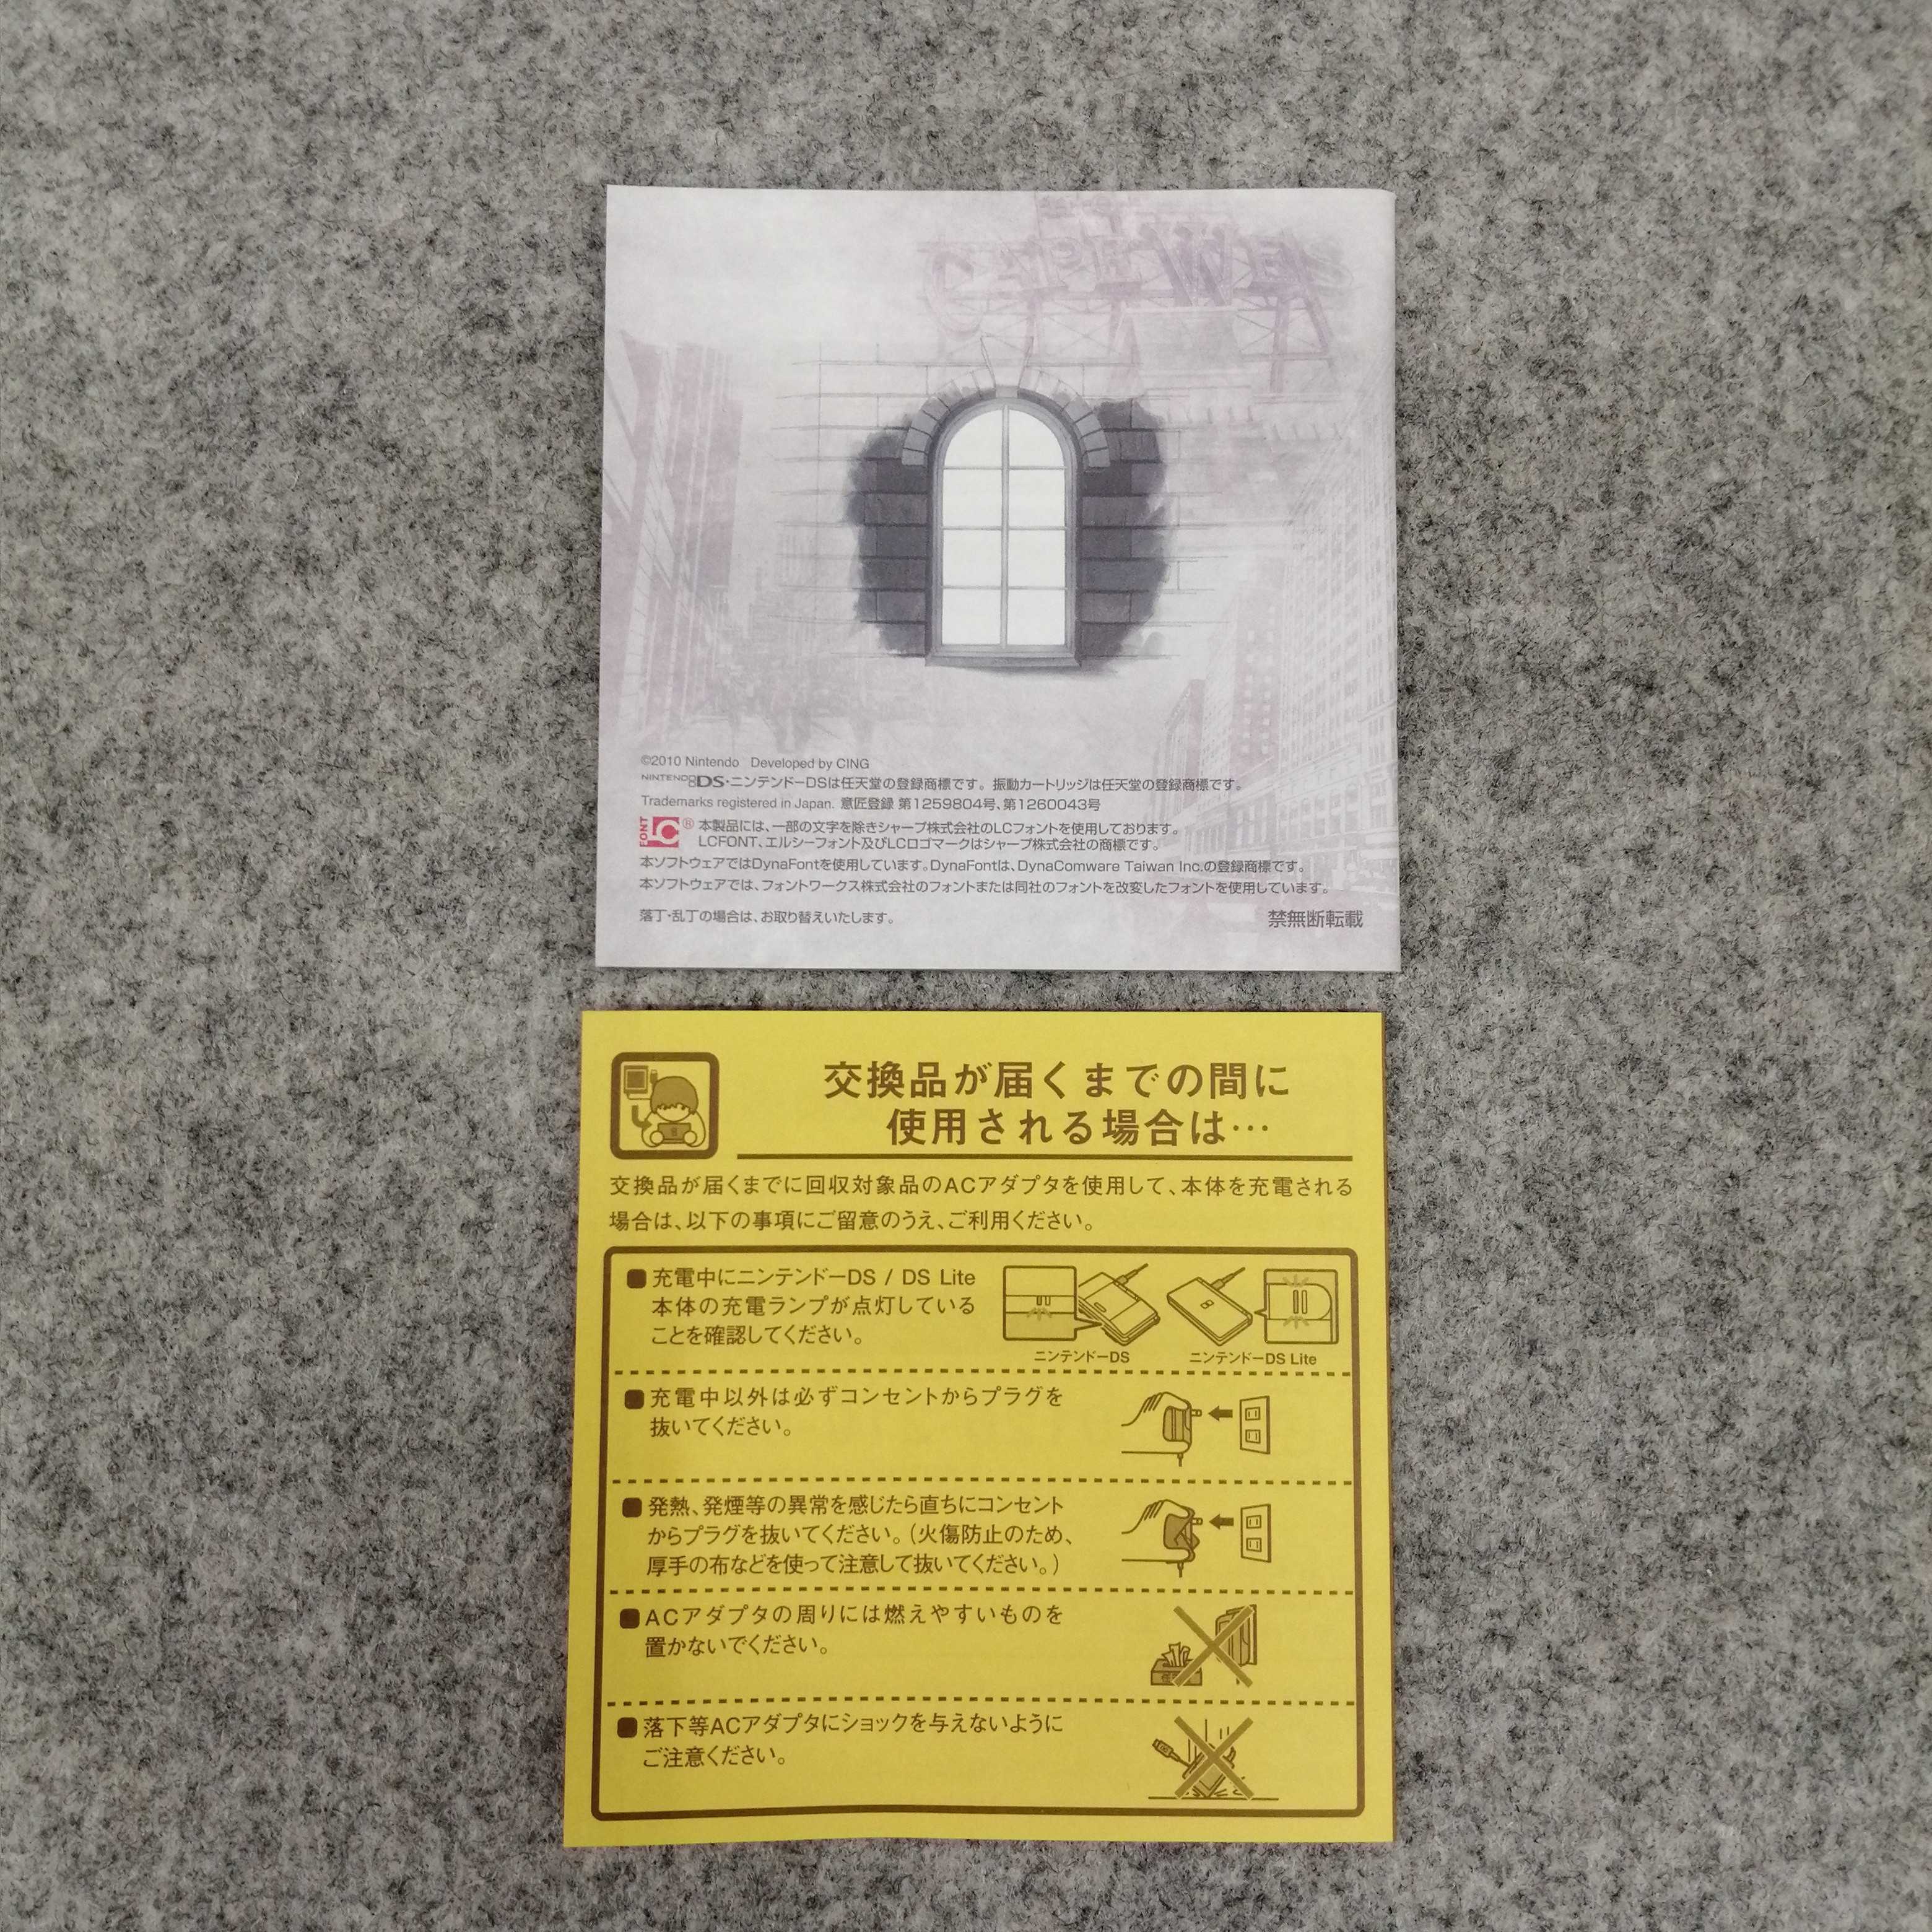 ©2010 Nintendo Developed by CING
NINTENDO DS・ニンテンドーDSは任天堂の登録商標です。振動カートリッジは任天堂の登録商標です。
Trademarks registered in Japan. 意匠登録 第1259804号、第1260043号
FONT LC® 本製品には、一部の文字を除きシャープ株式会社のLCフォントを使用しております。
LCFONT、エルシーフォント及びLCロゴマークはシャープ株式会社の商標です。
本ソフトウェアではDynaFontを使用しています。DynaFontは、DynaComware Taiwan Inc.の登録商標です。
本ソフトウェアでは、フォントワークス株式会社のフォントまたは同社のフォントを改変したフォントを使用しています。
落丁・乱丁の場合は、お取り替えいたします。 禁無断転載
交換品が届くまでの間に
使用される場合は…
交換品が届くまでに回収対象品のACアダプタを使用して、本体を充電される
場合は、以下の事項にご留意のうえ、ご利用ください。
■充電中にニンテンドーDS / DS Lite
本体の充電ランプが点灯している
ことを確認してください。
ニンテンドーDS ニンテンドーDS Lite
■充電中以外は必ずコンセントからプラグを
抜いてください。
■発熱、発煙等の異常を感じたら直ちにコンセント
からプラグを抜いてください。（火傷防止のため、
厚手の布などを使って注意して抜いてください。）
■ACアダプタの周りには燃えやすいものを
置かないでください。
■落下等ACアダプタにショックを与えないように
ご注意ください。